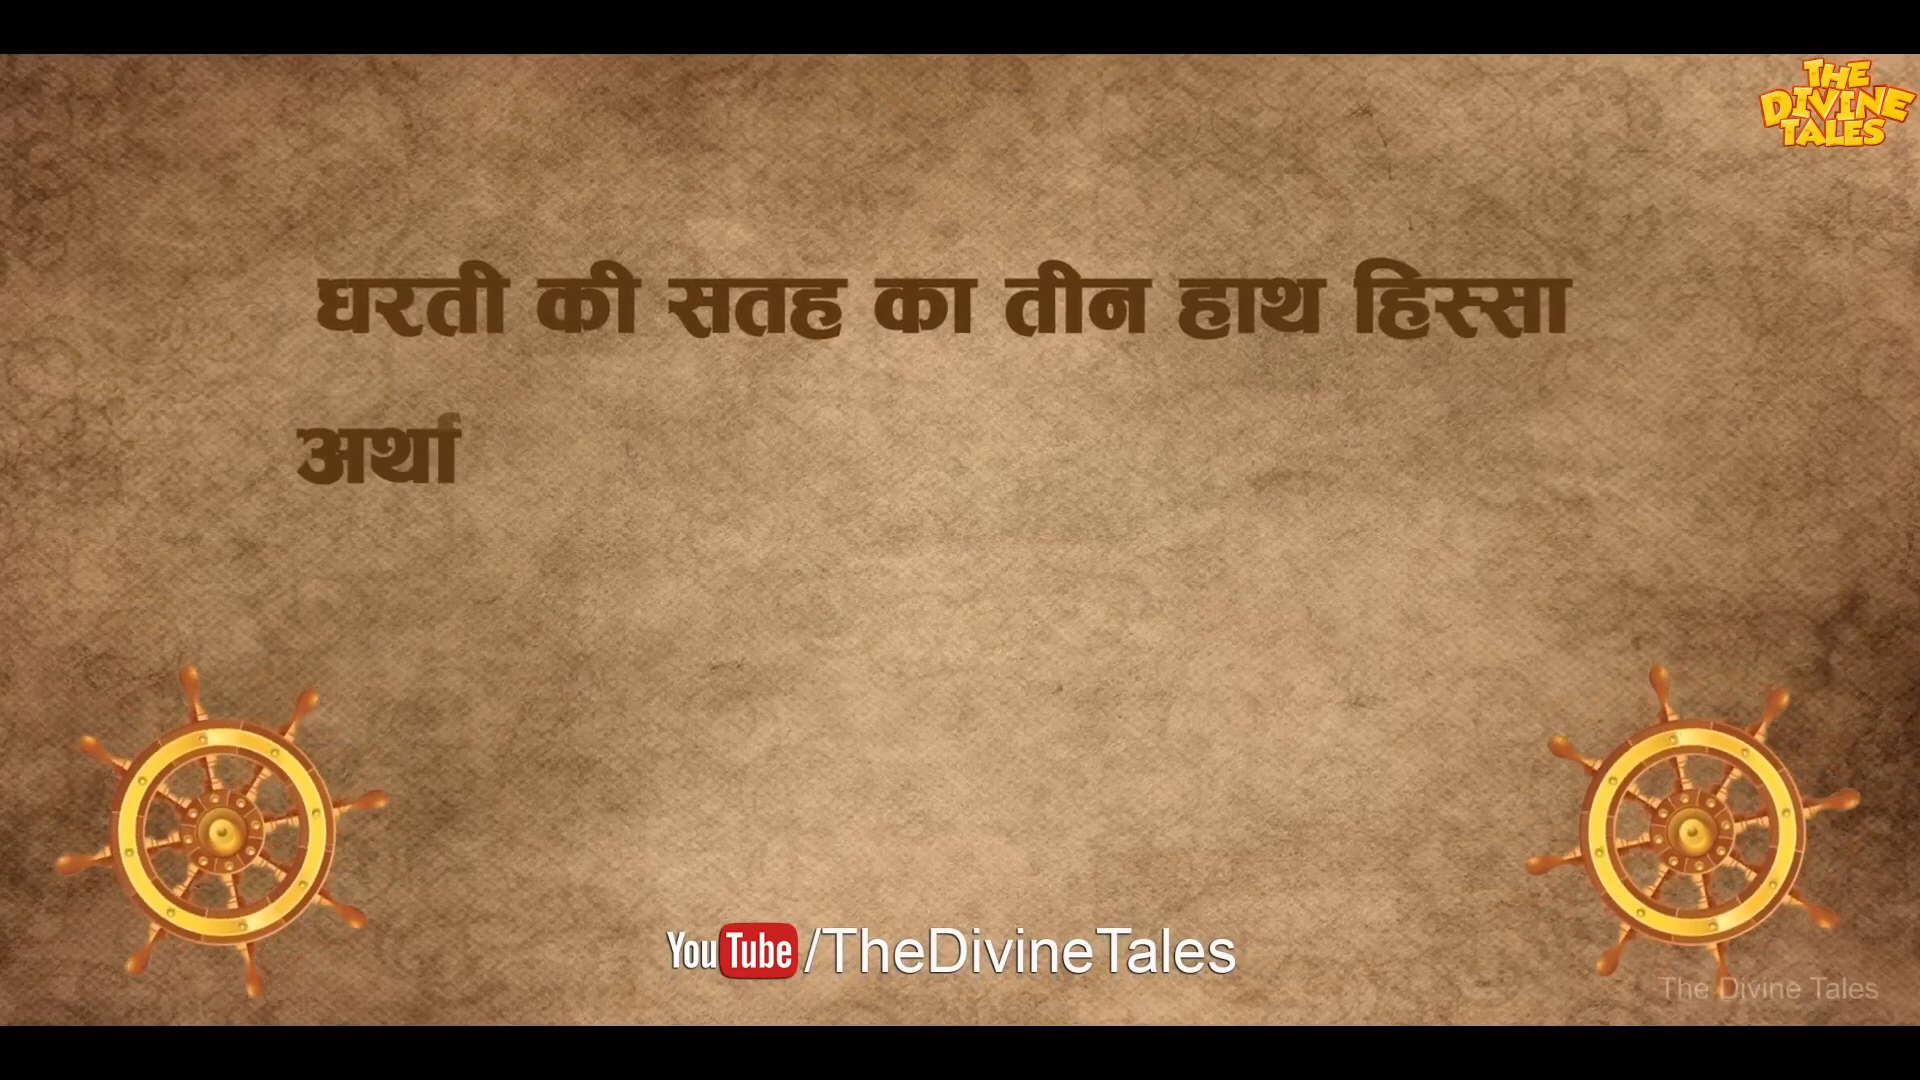 THE
DIVINE
TALES
धरती की सतह का तीन हाथ हिस्सा
अर्था
YouTube/TheDivineTales
The Divine Tales